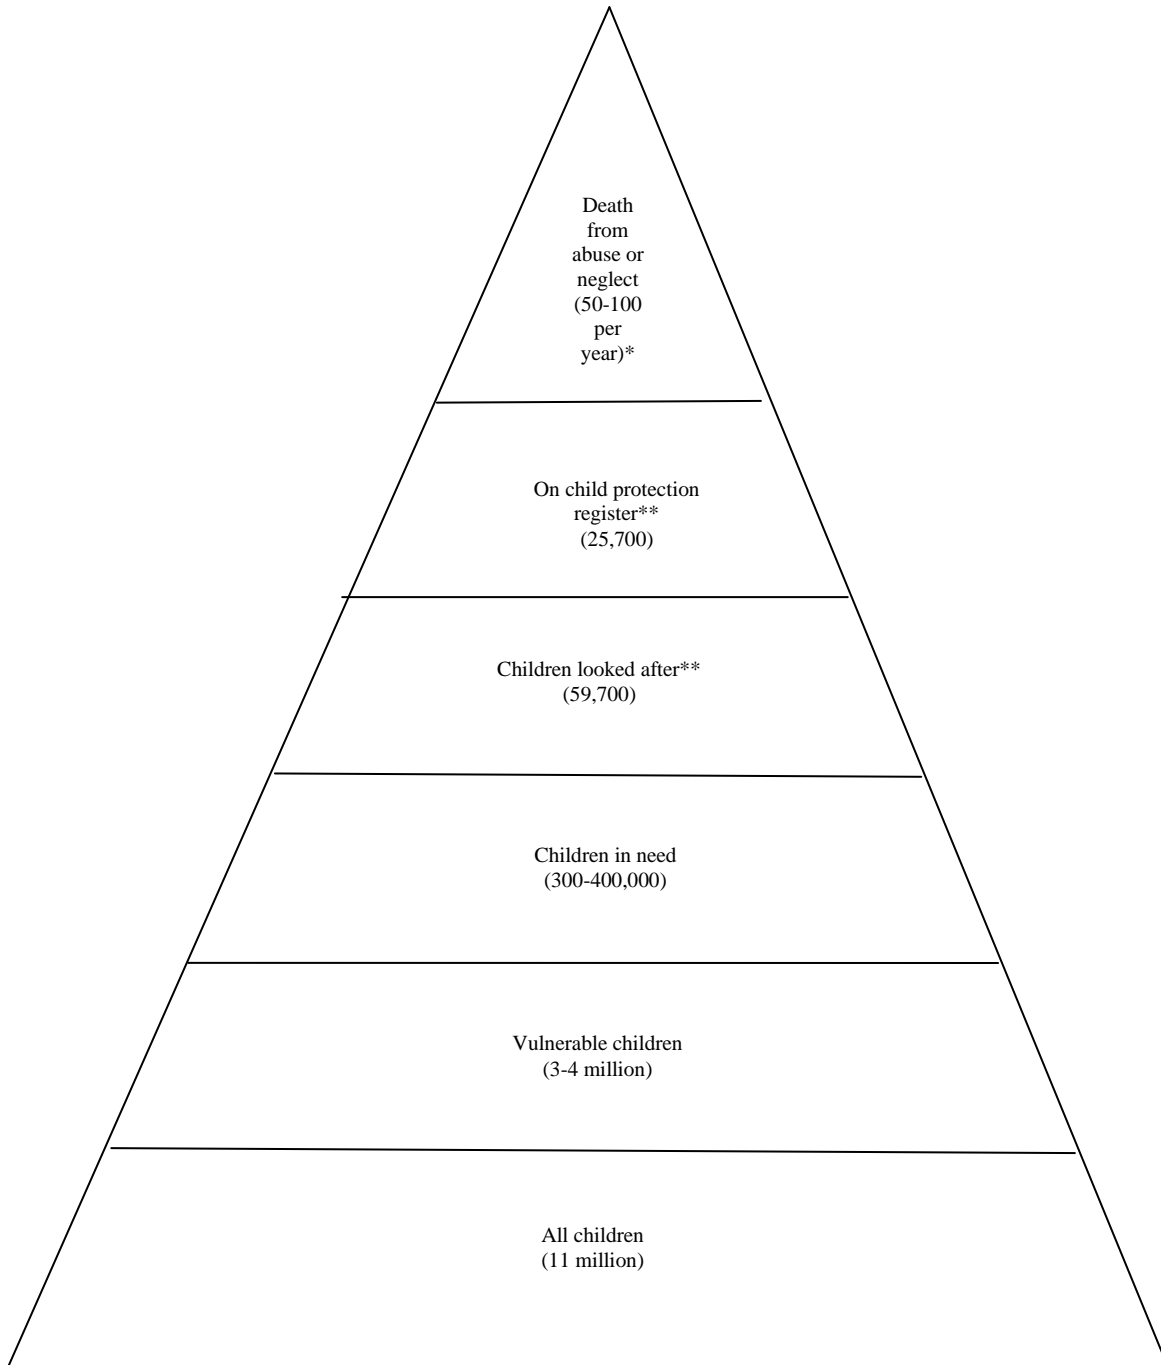 Death
from
abuse or
neglect
(50-100
per
year)*
On child protection
register**
(25,700)
Children looked after**
(59,700)
Children in need
(300-400,000)
Vulnerable children
(3-4 million)
All children
(11 million)